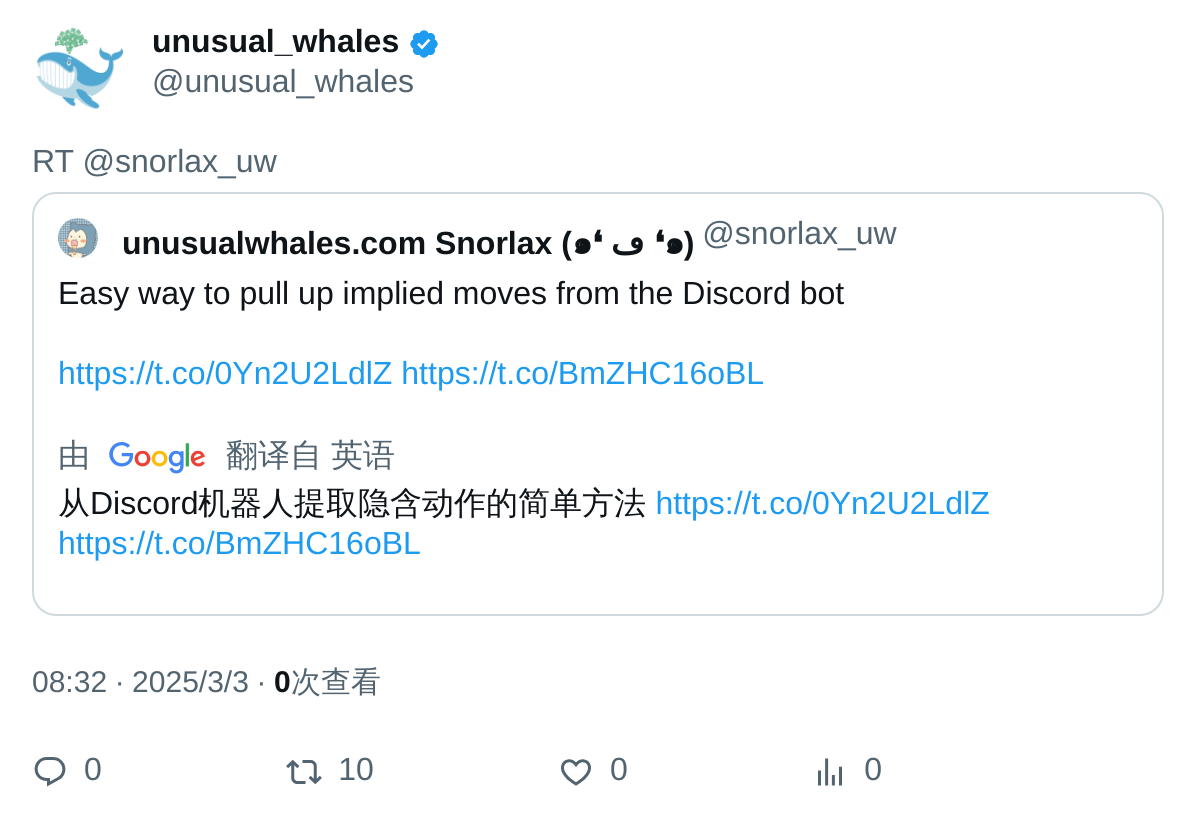 unusual_whales
@unusual_whales
RT @snorlax_uw
unusualwhales.com Snorlax (๑❛ ڡ ❛๑) @snorlax_uw
Easy way to pull up implied moves from the Discord bot
https://t.co/0Yn2U2LdlZ https://t.co/BmZHC16oBL
由 Google 翻译自 英语
从Discord机器人提取隐含动作的简单方法 https://t.co/0Yn2U2LdlZ
https://t.co/BmZHC16oBL
08:32 · 2025/3/3 · 0次查看
0 10 0 0